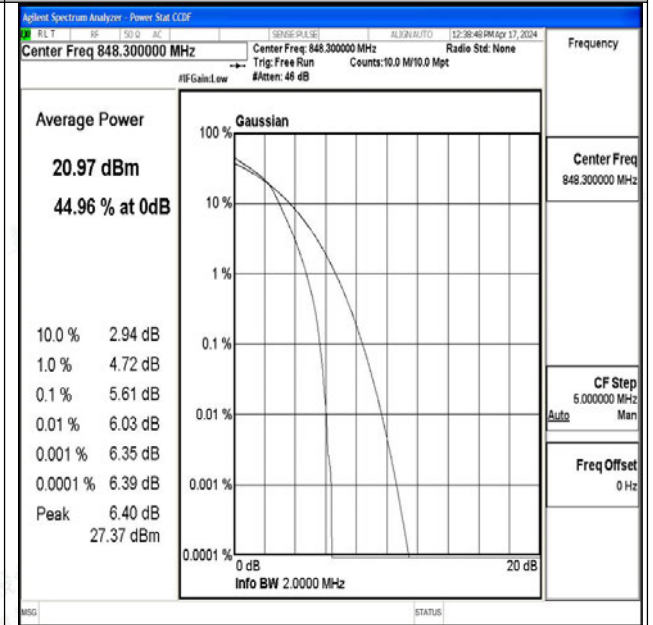 Agilent Spectrum Analyzer - Power Stat CCDF
RL T RF 50 Ω AC SENSE:PULSE ALIGN AUTO 12:38:48 PM Apr 17, 2024
Center Freq 848.300000 MHz
Center Freq: 848.300000 MHz
Radio Std: None
Trig: Free Run
Counts:10.0 M/10.0 Mpt
#IFGain:Low
#Atten: 46 dB
Frequency
Average Power
20.97 dBm
44.96 % at 0dB
10.0 % 2.94 dB
1.0 % 4.72 dB
0.1 % 5.61 dB
0.01 % 6.03 dB
0.001 % 6.35 dB
0.0001 % 6.39 dB
Peak 6.40 dB
27.37 dBm
Gaussian
100 %
10 %
1 %
0.1 %
0.01 %
0.001 %
0.0001 %
0 dB
20 dB
Info BW 2.0000 MHz
Center Freq
848.300000 MHz
CF Step
5.000000 MHz
Auto Man
Freq Offset
0 Hz
MSG
STATUS